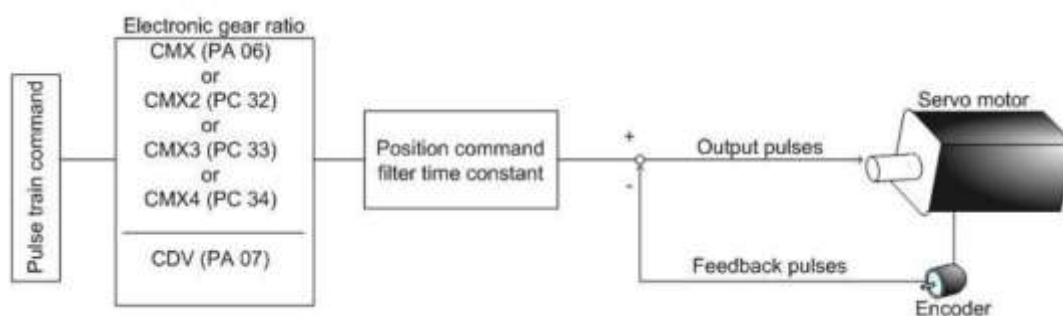 Electronic gear ratio
CMX (PA 06)
or
CMX2 (PC 32)
or
CMX3 (PC 33)
or
CMX4 (PC 34)
CDV (PA 07)
Pulse train command
Position command
filter time constant
+
-
Output pulses
Feedback pulses
Servo motor
Encoder